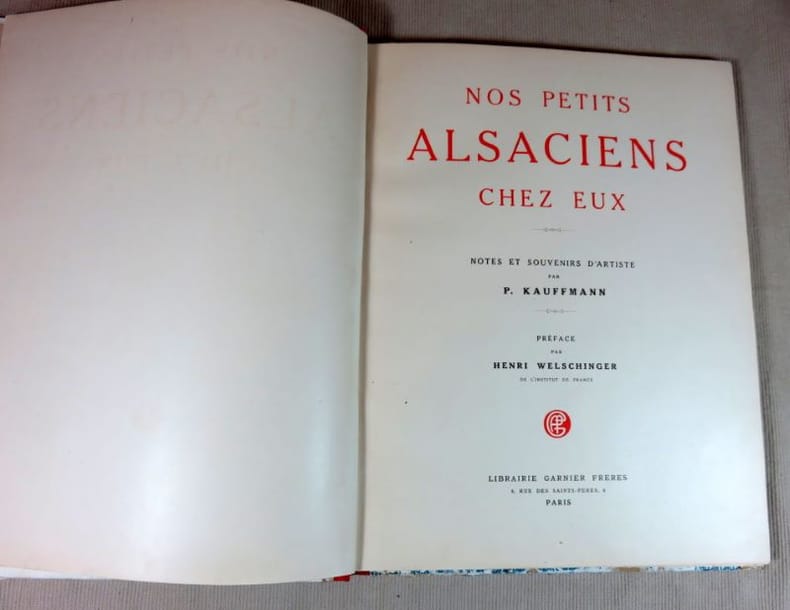 NOS PETITS
ALSACIENS
CHEZ EUX
NOTES ET SOUVENIRS D'ARTISTE
PAR
P. KAUFFMANN
PRÉFACE
PAR
HENRI WELSCHINGER
DE L'INSTITUT DE FRANCE
LIBRAIRIE GARNIER FRERES
6, RUE DES SAINTS-PERES, 6
PARIS